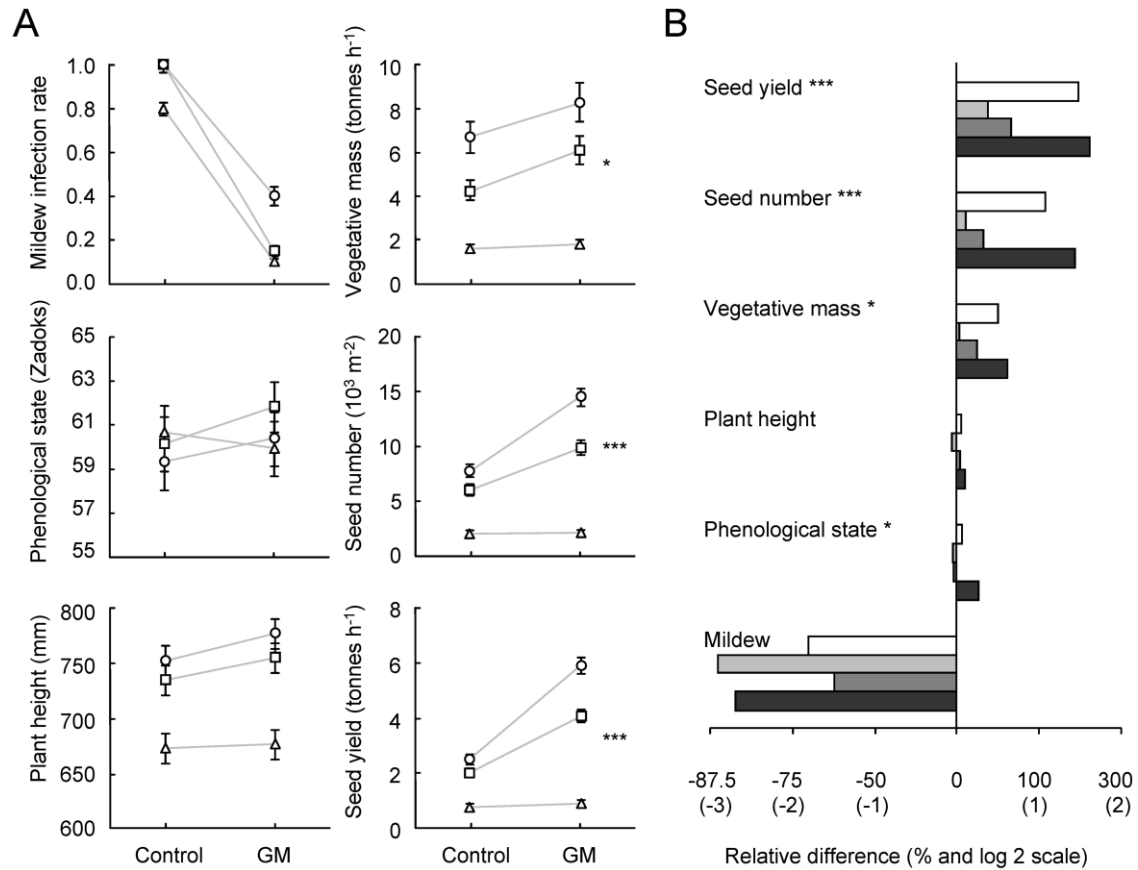 A
Mildew infection rate
1.0
0.8
0.6
0.4
0.2
0.0
Vegetative mass (tonnes h⁻¹)
10
8
6
4
2
0
*
Phenological state (Zadoks)
65
63
61
59
57
55
Seed number (10³ m⁻²)
20
15
10
5
0
***
Plant height (mm)
800
750
700
650
600
Control GM
Seed yield (tonnes h⁻¹)
8
6
4
2
0
***
Control GM
B
Seed yield ***
Seed number ***
Vegetative mass *
Plant height
Phenological state *
Mildew
-87.5 -75 -50 0 100 300
(-3) (-2) (-1) (1) (2)
Relative difference (% and log 2 scale)